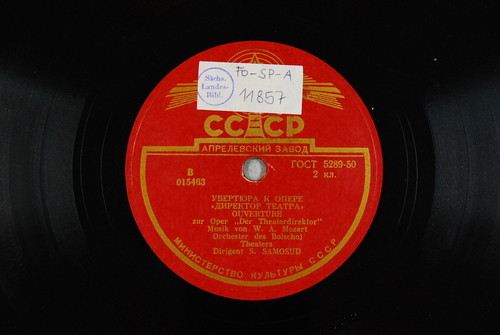 Sächs.
Landes-
Bibl.
FO-SP-A
11857
СССР
АПРЕЛЕВСКИЙ ЗАВОД
В
015463
ГОСТ 5289-50
2 кл.
УВЕРТЮРА К ОПЕРЕ
«ДИРЕКТОР ТЕАТРА»
OUVERTÜRE
zur Oper „Der Theaterdirektor"
Musik von W. A. Mozart
Orchester des Bolschoj
Theaters
Dirigent S. SAMOSUD
МИНИСТЕРСТВО КУЛЬТУРЫ СССР